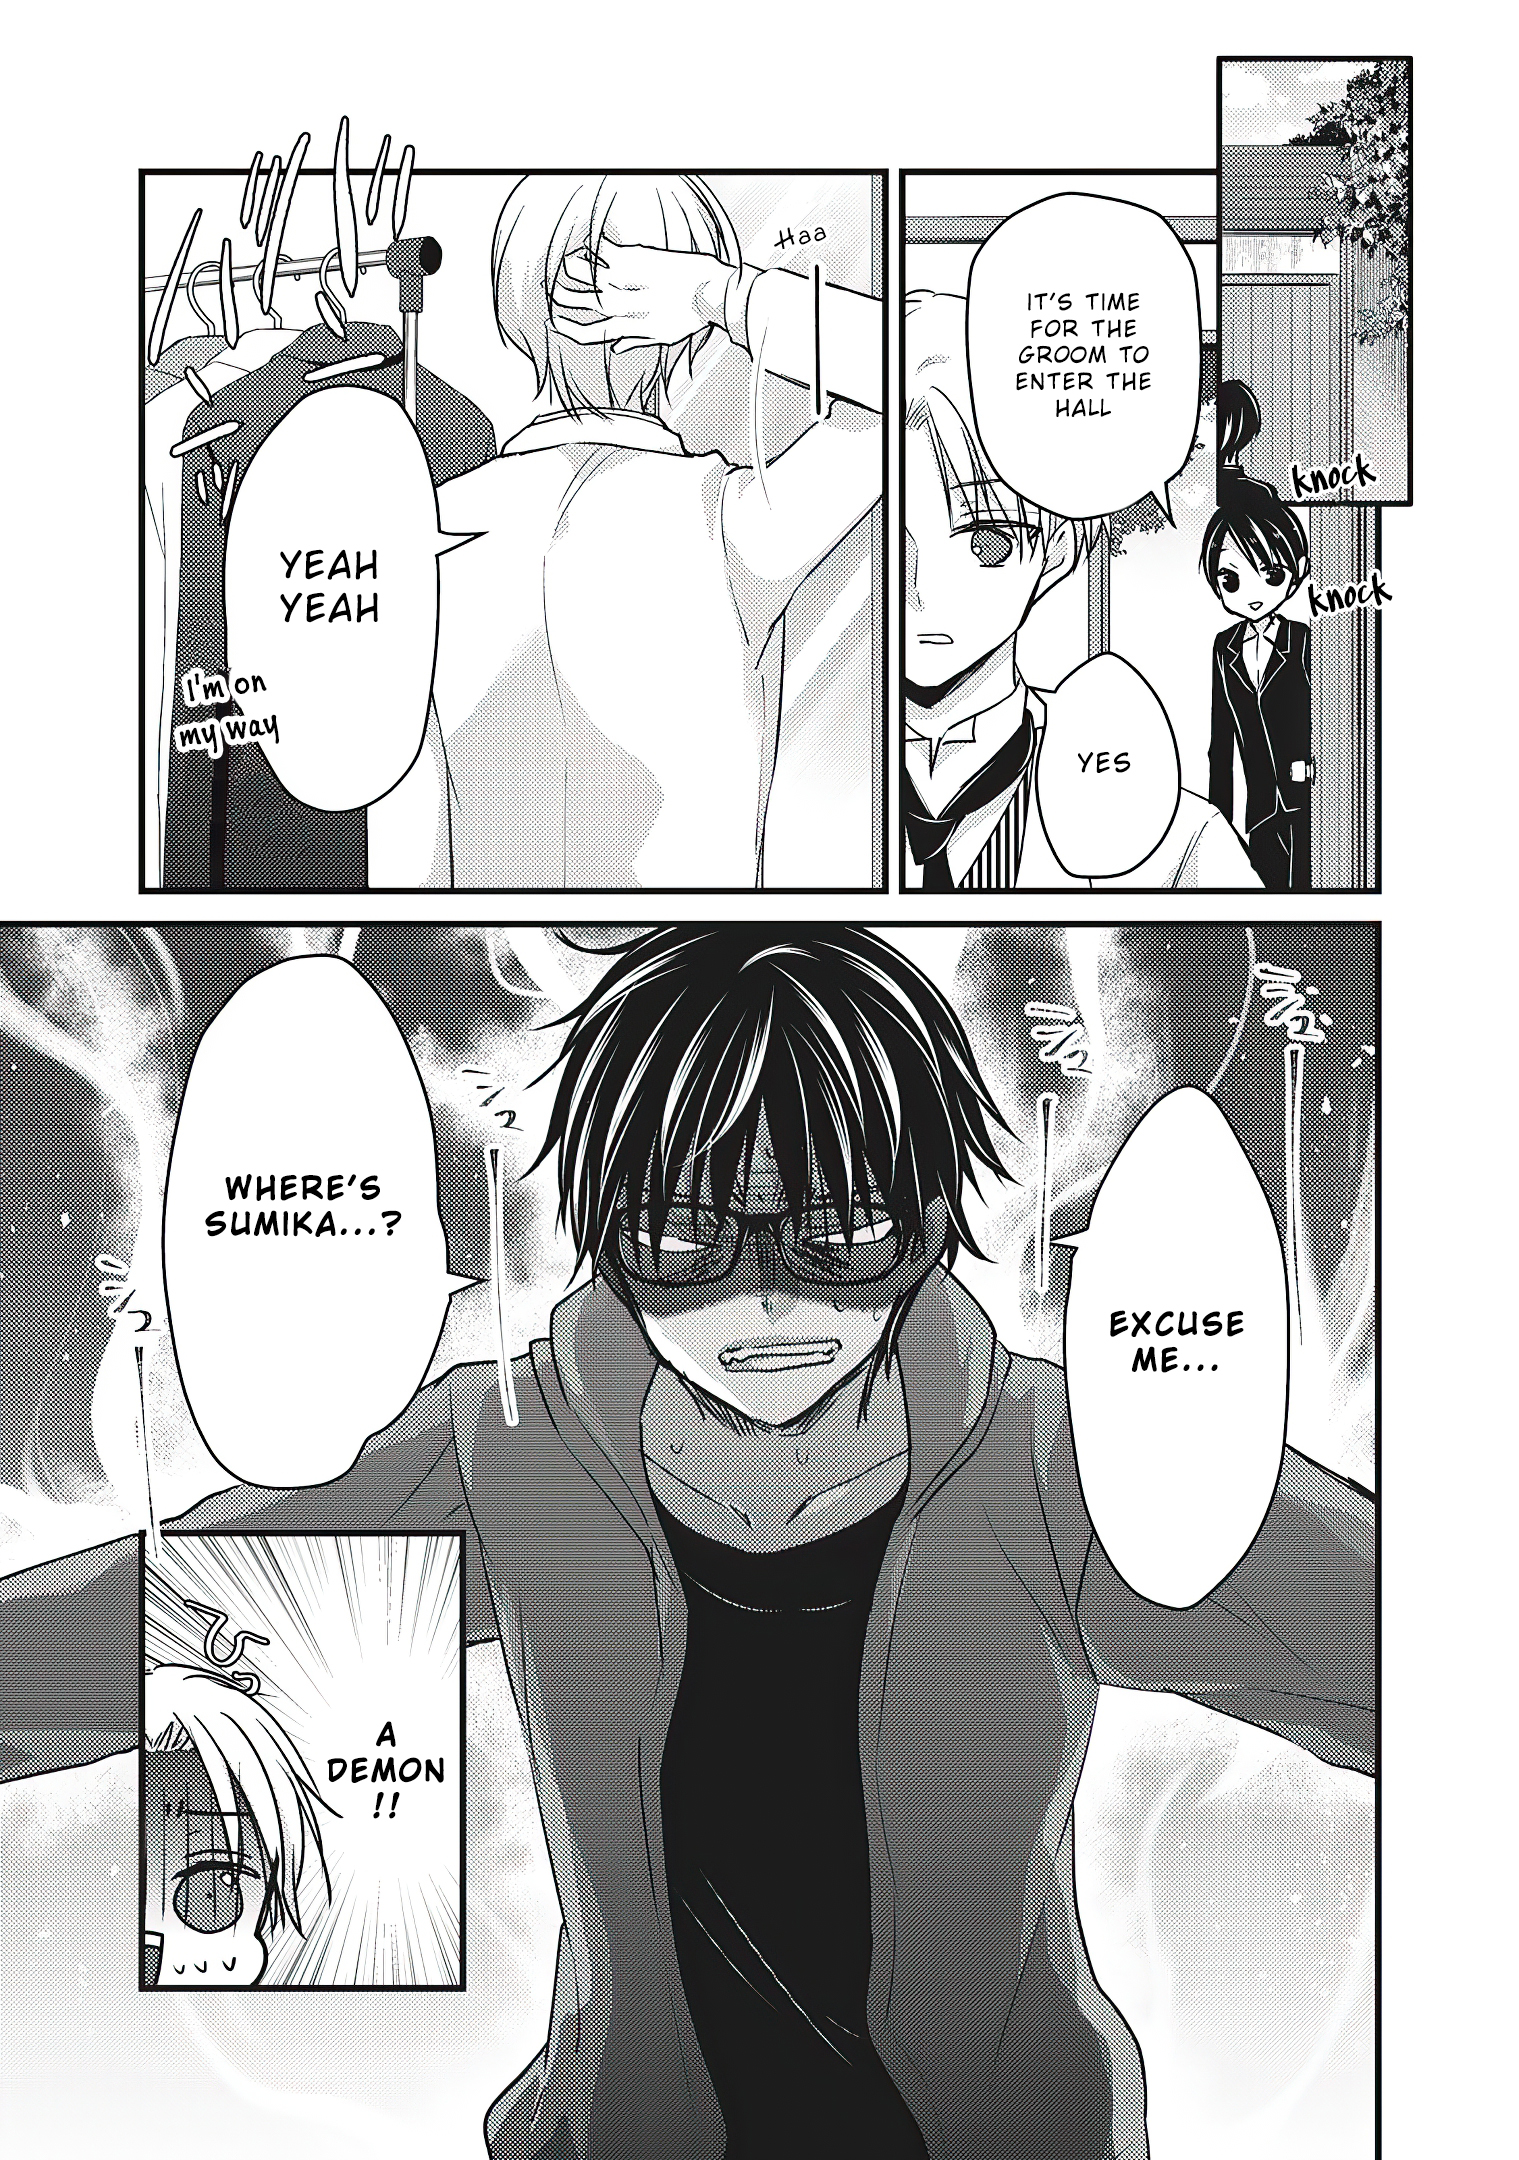 knock
knock
IT'S TIME
FOR THE
GROOM TO
ENTER THE
HALL
YES
Haa
YEAH
YEAH
I'm on
my way
EXCUSE
ME...
WHERE'S
SUMIKA...?
A
DEMON
!!